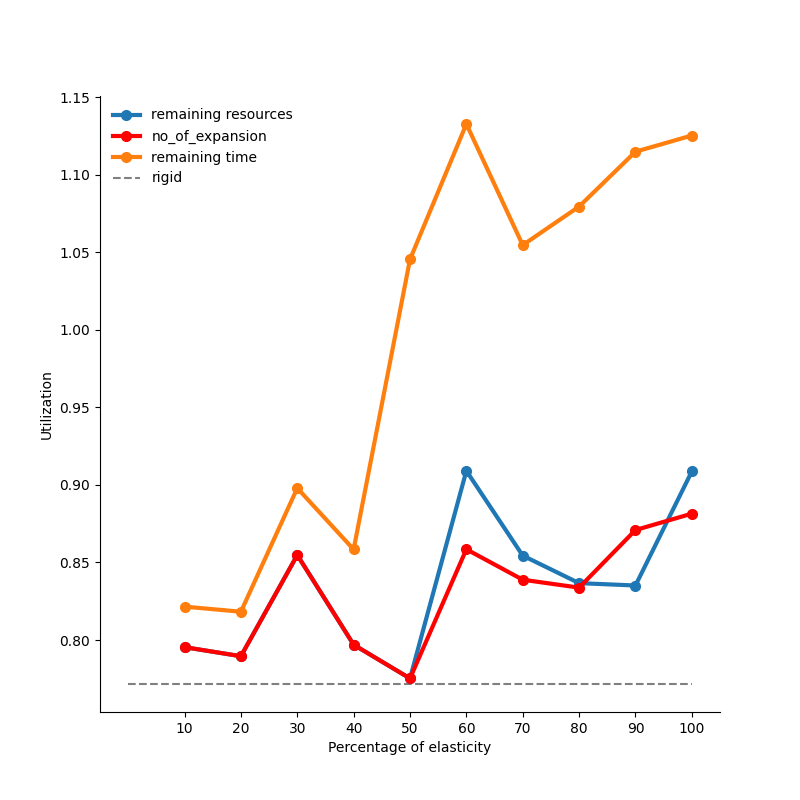 remaining resources
no_of_expansion
remaining time
rigid
1.15
1.10
1.05
1.00
0.95
0.90
0.85
0.80
Utilization
10 20 30 40 50 60 70 80 90 100
Percentage of elasticity